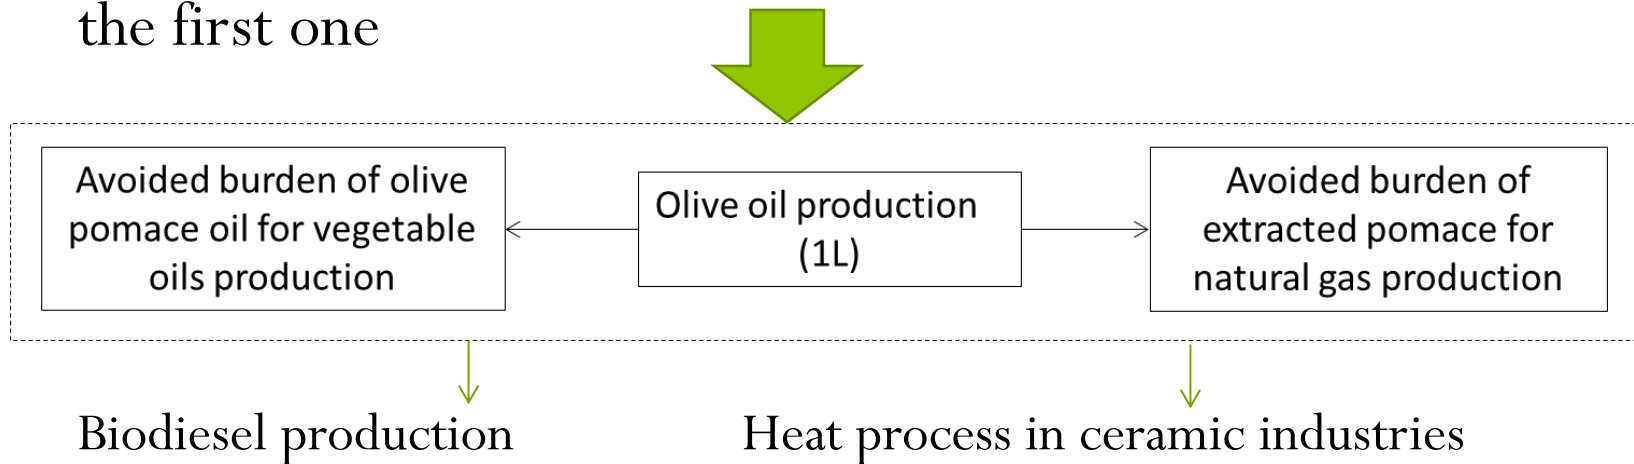 the first one
Avoided burden of olive
pomace oil for vegetable
oils production
Olive oil production
(1L)
Avoided burden of
extracted pomace for
natural gas production
Biodiesel production
Heat process in ceramic industries